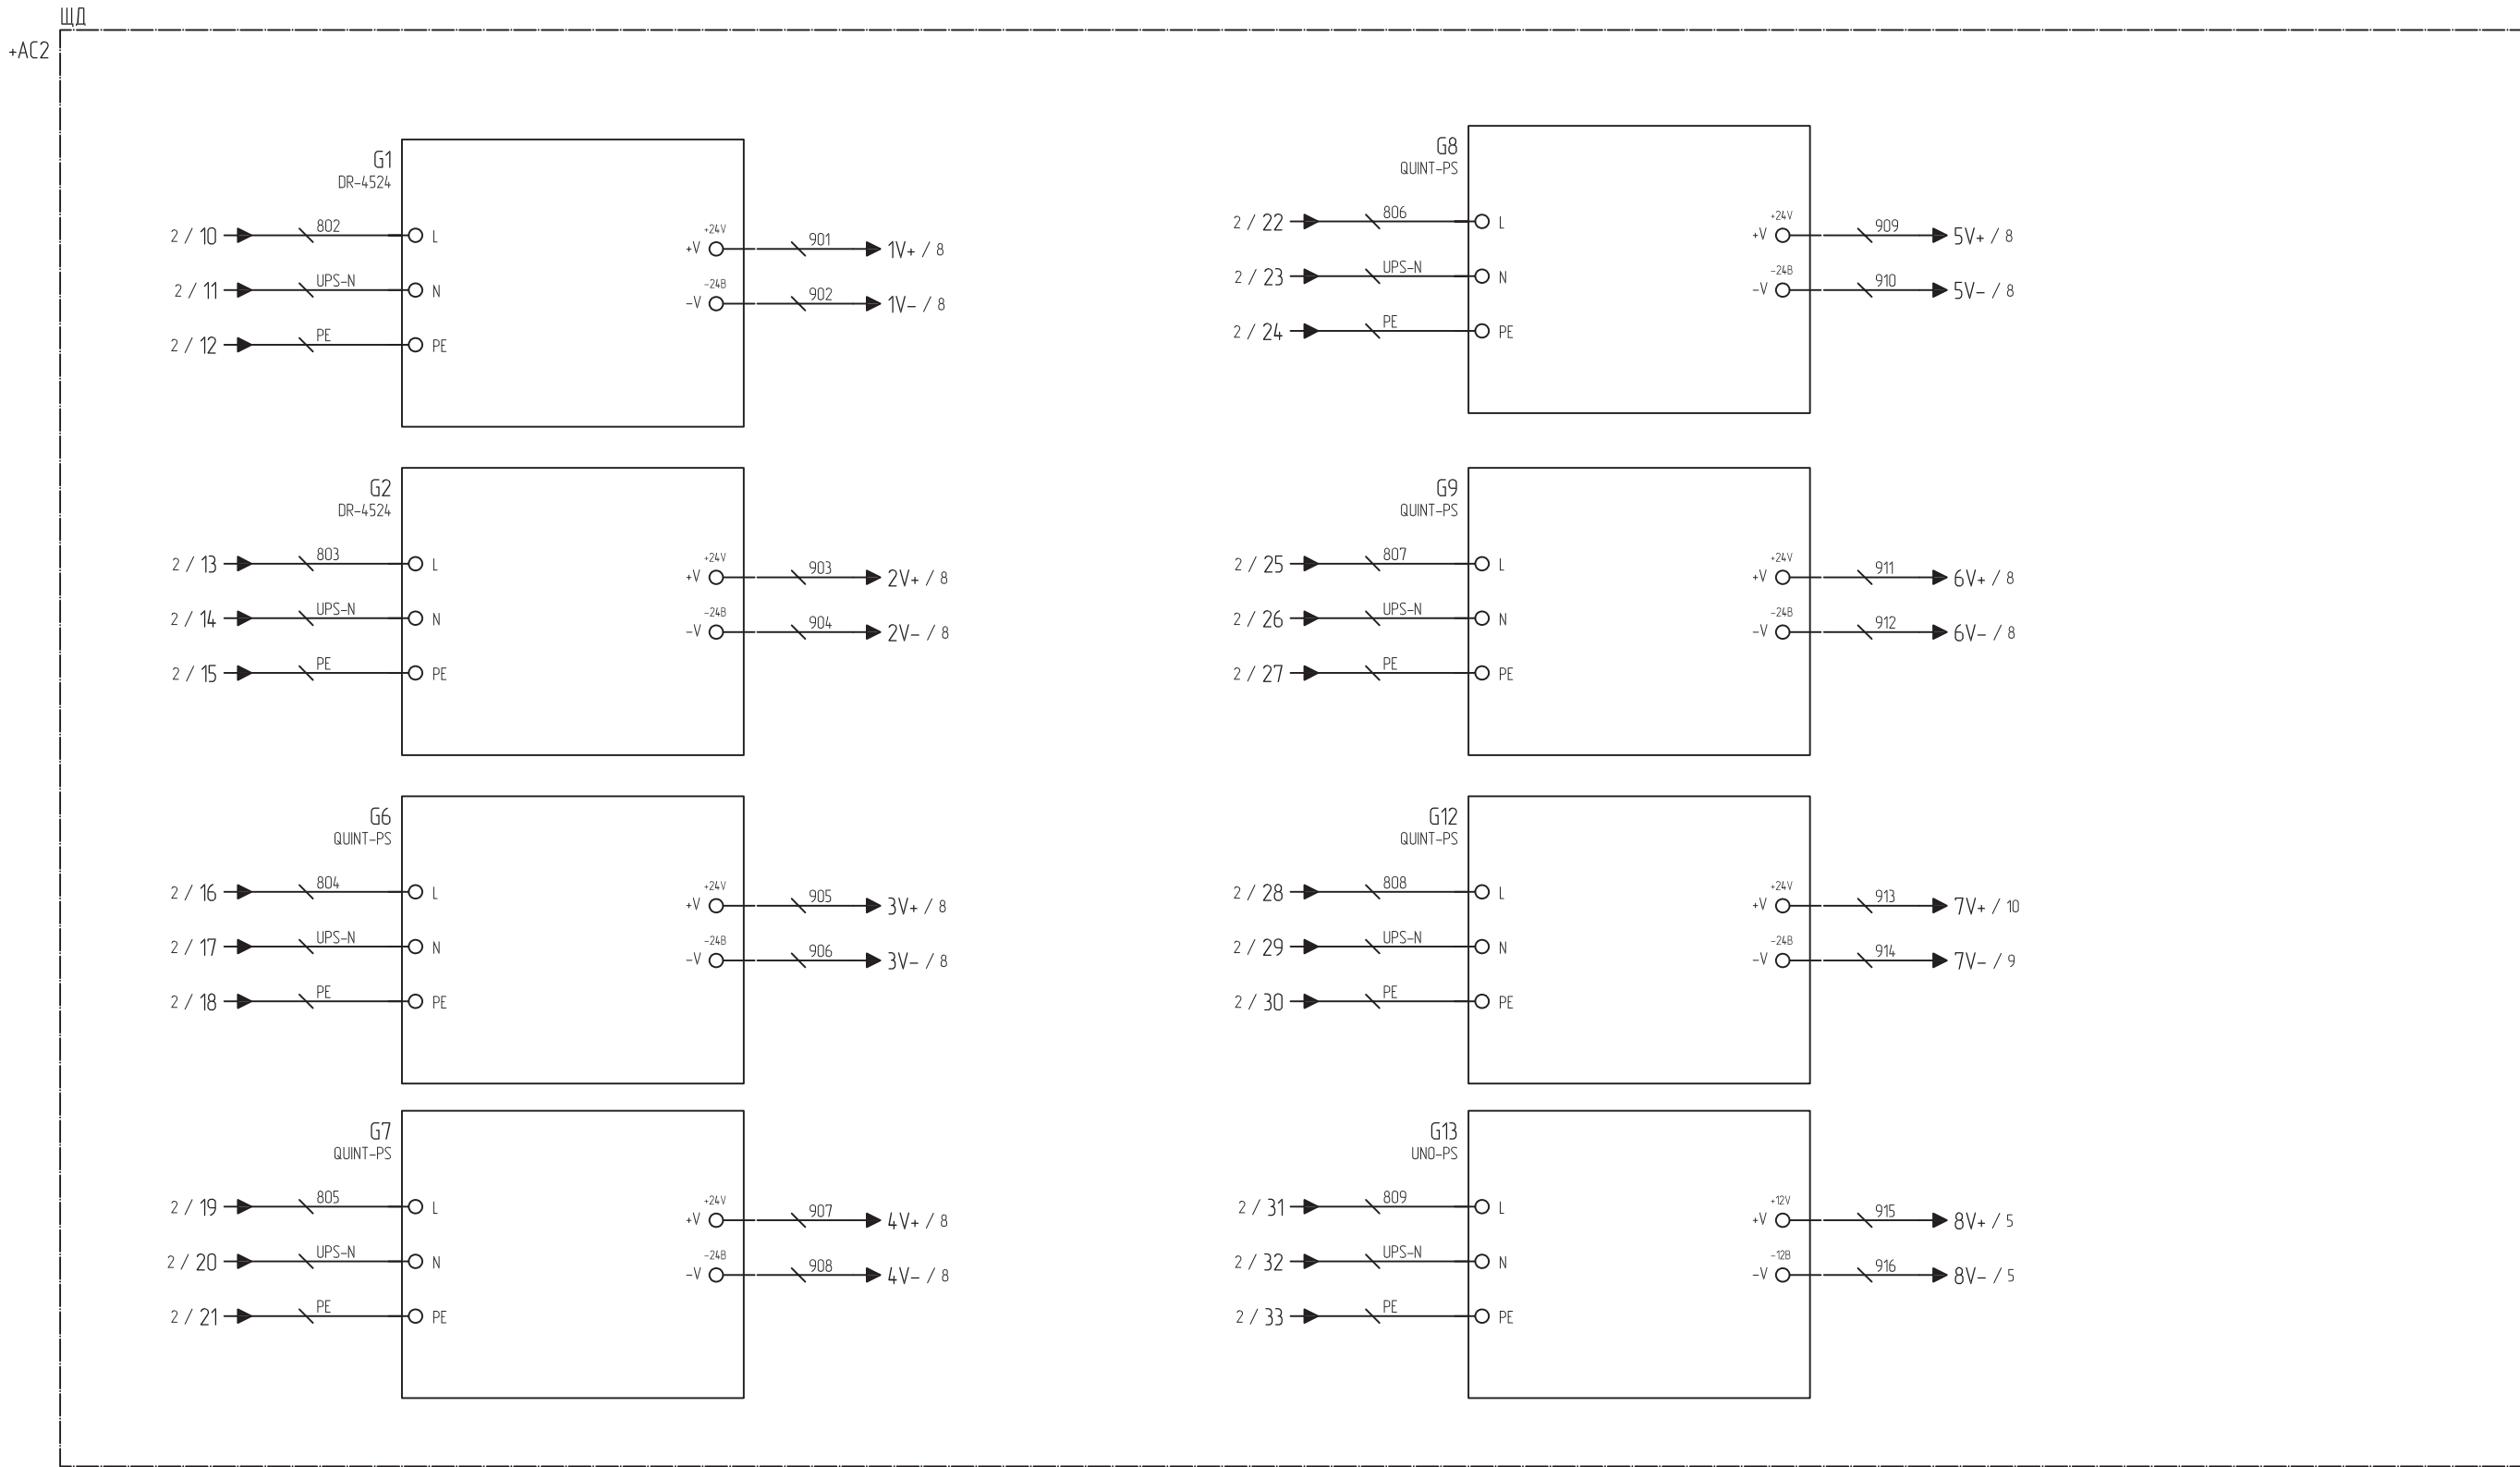 ЩД
+AC2
G1
DR-4524
2 / 10 802 L
+24V
+V 901 1V+ / 8
2 / 11 UPS-N N
-24В
-V 902 1V- / 8
2 / 12 PE PE
G2
DR-4524
2 / 13 803 L
+24V
+V 903 2V+ / 8
2 / 14 UPS-N N
-24В
-V 904 2V- / 8
2 / 15 PE PE
G6
QUINT-PS
2 / 16 804 L
+24V
+V 905 3V+ / 8
2 / 17 UPS-N N
-24В
-V 906 3V- / 8
2 / 18 PE PE
G7
QUINT-PS
2 / 19 805 L
+24V
+V 907 4V+ / 8
2 / 20 UPS-N N
-24В
-V 908 4V- / 8
2 / 21 PE PE
G8
QUINT-PS
2 / 22 806 L
+24V
+V 909 5V+ / 8
2 / 23 UPS-N N
-24В
-V 910 5V- / 8
2 / 24 PE PE
G9
QUINT-PS
2 / 25 807 L
+24V
+V 911 6V+ / 8
2 / 26 UPS-N N
-24В
-V 912 6V- / 8
2 / 27 PE PE
G12
QUINT-PS
2 / 28 808 L
+24V
+V 913 7V+ / 10
2 / 29 UPS-N N
-24В
-V 914 7V- / 9
2 / 30 PE PE
G13
UNO-PS
2 / 31 809 L
+12V
+V 915 8V+ / 5
2 / 32 UPS-N N
-12В
-V 916 8V- / 5
2 / 33 PE PE